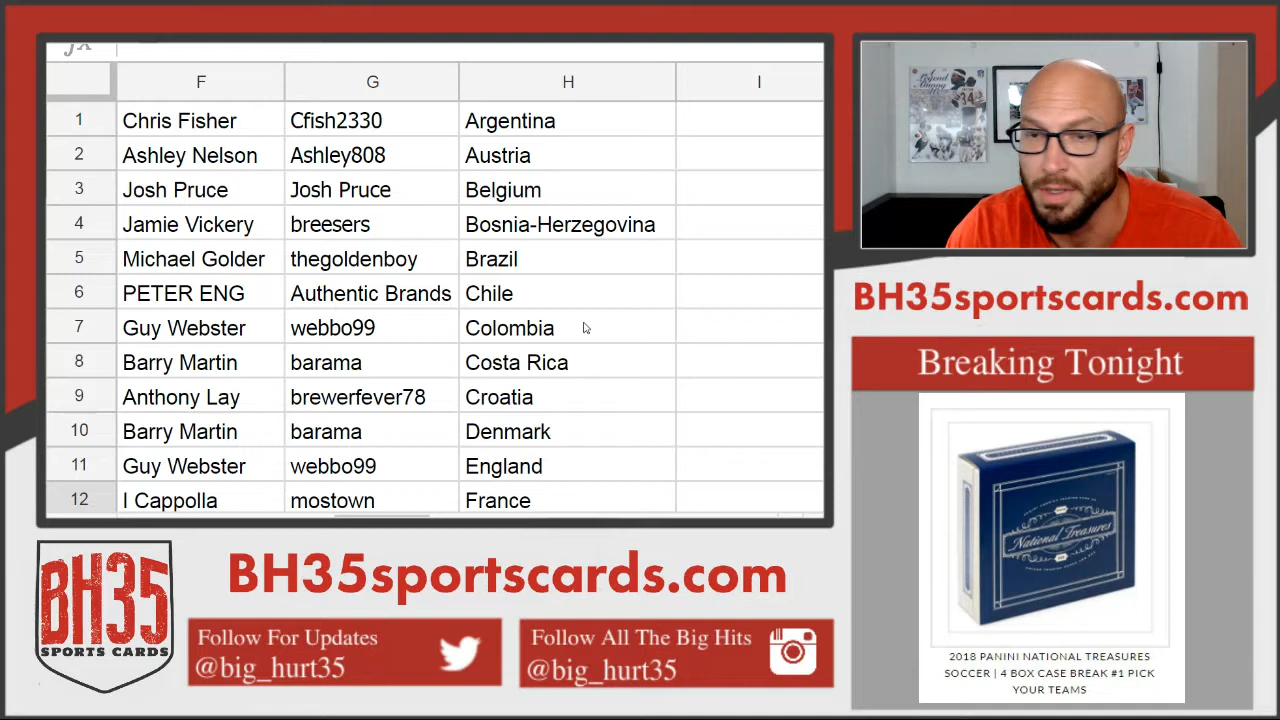 fx
F G H I
1 Chris Fisher Cfish2330 Argentina
2 Ashley Nelson Ashley808 Austria
3 Josh Pruce Josh Pruce Belgium
4 Jamie Vickery breesers Bosnia-Herzegovina
5 Michael Golder thegoldenboy Brazil
6 PETER ENG Authentic Brands Chile
7 Guy Webster webbo99 Colombia
8 Barry Martin barama Costa Rica
9 Anthony Lay brewerfever78 Croatia
10 Barry Martin barama Denmark
11 Guy Webster webbo99 England
12 I Cappolla mostown France
34
BH35sportscards.com
Breaking Tonight
National Treasures
2018 PANINI NATIONAL TREASURES
SOCCER | 4 BOX CASE BREAK #1 PICK
YOUR TEAMS
BH35
SPORTS CARDS
BH35sportscards.com
Follow For Updates
@big_hurt35
Follow All The Big Hits
@big_hurt35